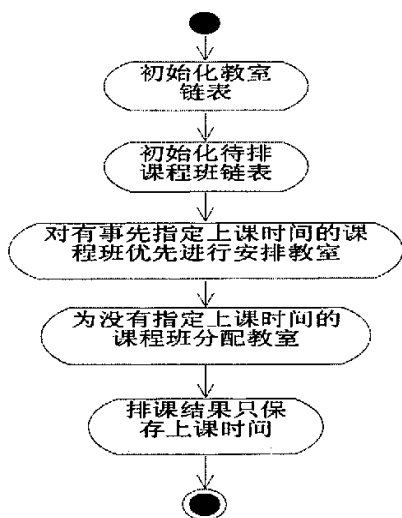 初始化教室
链表
初始化待排
课程班链表
对有事先指定上课时间的课
程班优先进行安排教室
为没有指定上课时间的
课程班分配教室
排课结果只保
存上课时间